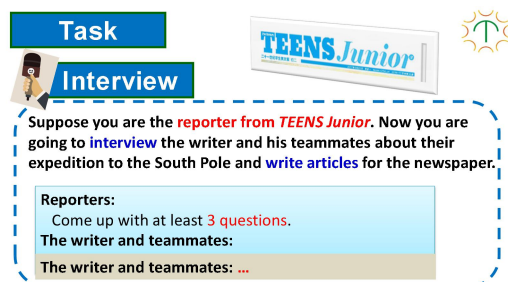 Task
TEENS Junior
Interview
Suppose you are the reporter from TEENS Junior. Now you are
going to interview the writer and his teammates about their
expedition to the South Pole and write articles for the newspaper.
Reporters:
Come up with at least 3 questions.
The writer and teammates:
The writer and teammates: ...